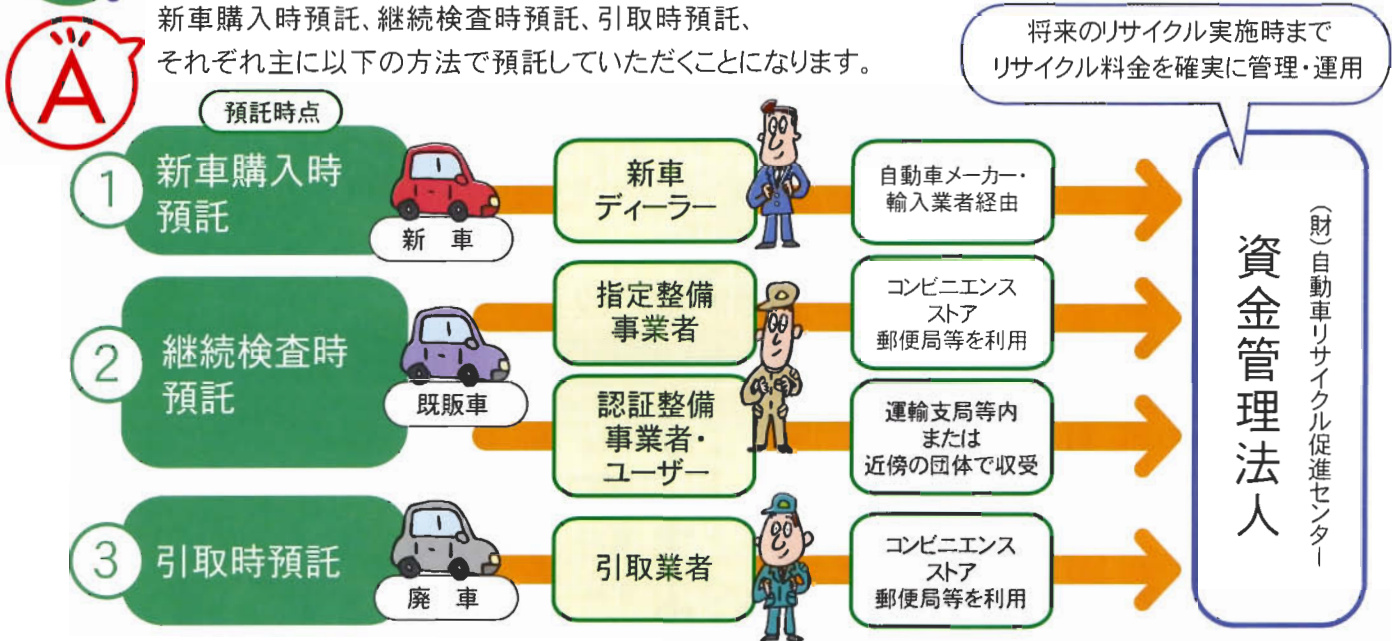 A
新車購入時預託、継続検査時預託、引取時預託、
それぞれ主に以下の方法で預託していただくことになります。
将来のリサイクル実施時まで
リサイクル料金を確実に管理・運用
預託時点
1
新車購入時
預託
新 車
新車
ディーラー
自動車メーカー・
輸入業者経由
2
継続検査時
預託
既販車
指定整備
事業者
コンビニエンス
ストア
郵便局等を利用
認証整備
事業者・
ユーザー
運輸支局等内
または
近傍の団体で収受
3
引取時預託
廃 車
引取業者
コンビニエンス
ストア
郵便局等を利用
(財)自動車リサイクル促進センター
資金管理法人